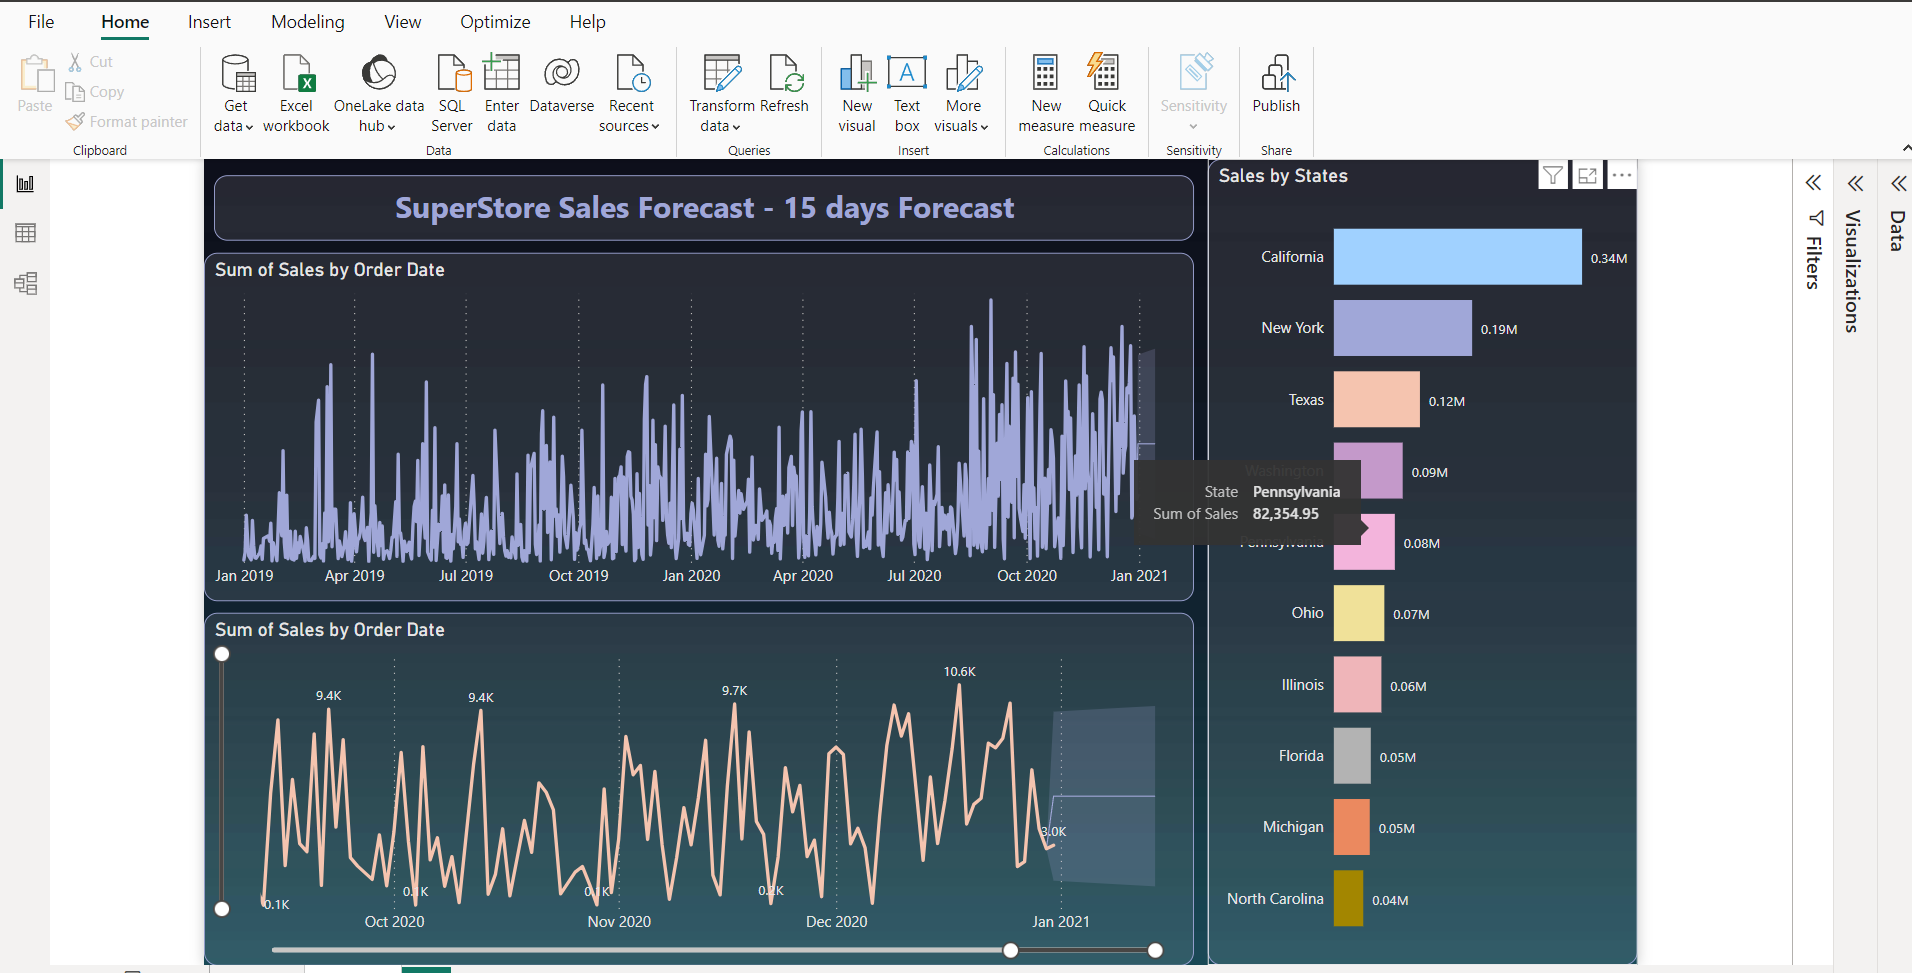 File Home Insert Modeling View Optimize Help
Paste
Cut
Copy
Format painter
Clipboard
Get data
Excel workbook
OneLake data hub
SQL Server
Enter data
Dataverse
Recent sources
Data
Transform data
Refresh
Queries
New visual
Text box
More visuals
Insert
New measure
Quick measure
Calculations
Sensitivity
Sensitivity
Publish
Share
SuperStore Sales Forecast - 15 days Forecast
Sum of Sales by Order Date
Jan 2019 Apr 2019 Jul 2019 Oct 2019 Jan 2020 Apr 2020 Jul 2020 Oct 2020 Jan 2021
Sum of Sales by Order Date
9.4K
9.4K
9.7K
10.6K
3.0K
0.1K
0.1K
0.1K
0.2K
Oct 2020 Nov 2020 Dec 2020 Jan 2021
Sales by States
California 0.34M
New York 0.19M
Texas 0.12M
Washington 0.09M
State Pennsylvania
Sum of Sales 82,354.95
Pennsylvania 0.08M
Ohio 0.07M
Illinois 0.06M
Florida 0.05M
Michigan 0.05M
North Carolina 0.04M
Filters
Visualizations
Data